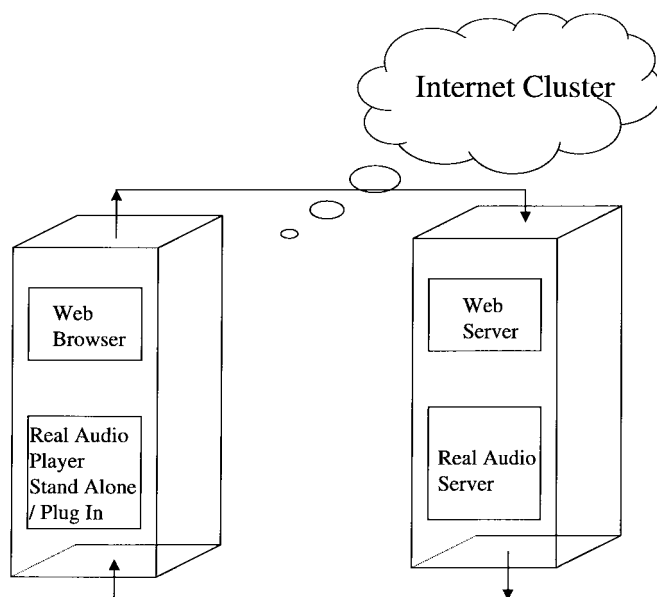 Internet Cluster
Web
Browser
Real Audio
Player
Stand Alone
/ Plug In
Web
Server
Real Audio
Server